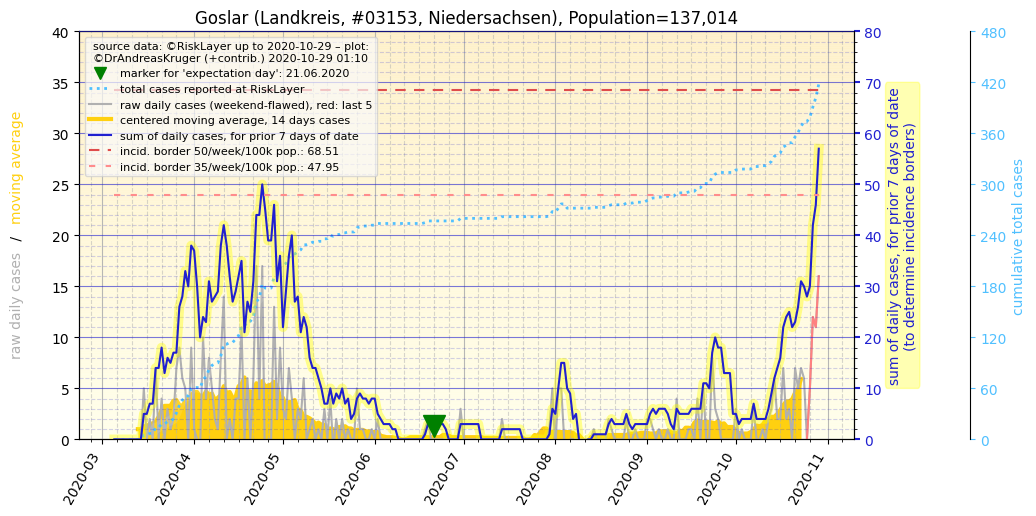 Goslar (Landkreis, #03153, Niedersachsen), Population=137,014
source data: ©RiskLayer up to 2020-10-29 – plot:
©DrAndreasKruger (+contrib.) 2020-10-29 01:10
marker for 'expectation day': 21.06.2020
total cases reported at RiskLayer
raw daily cases (weekend-flawed), red: last 5
centered moving average, 14 days cases
sum of daily cases, for prior 7 days of date
incid. border 50/week/100k pop.: 68.51
incid. border 35/week/100k pop.: 47.95
raw daily cases / moving average
40
35
30
25
20
15
10
5
0
2020-03
2020-04
2020-05
2020-06
2020-07
2020-08
2020-09
2020-10
2020-11
80
70
60
50
40
30
20
10
0
sum of daily cases, for prior 7 days of date
(to determine incidence borders)
480
420
360
300
240
180
120
60
0
cumulative total cases